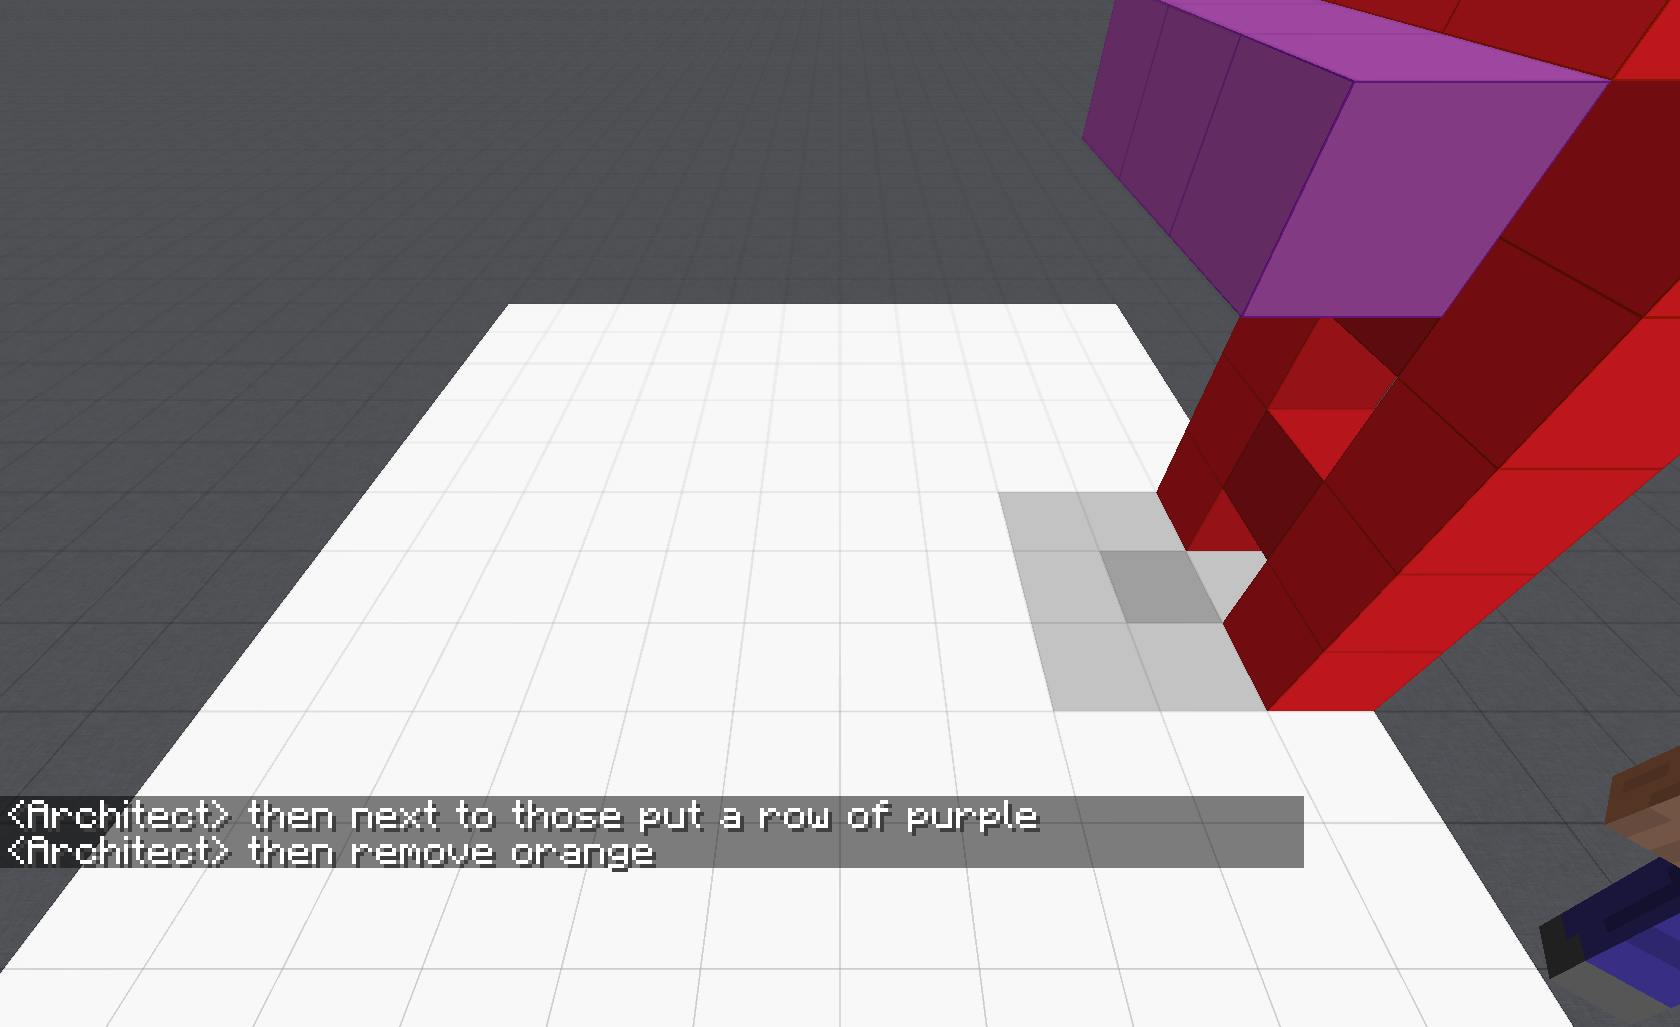 <Architect> then next to those put a row of purple
<Architect> then remove orange